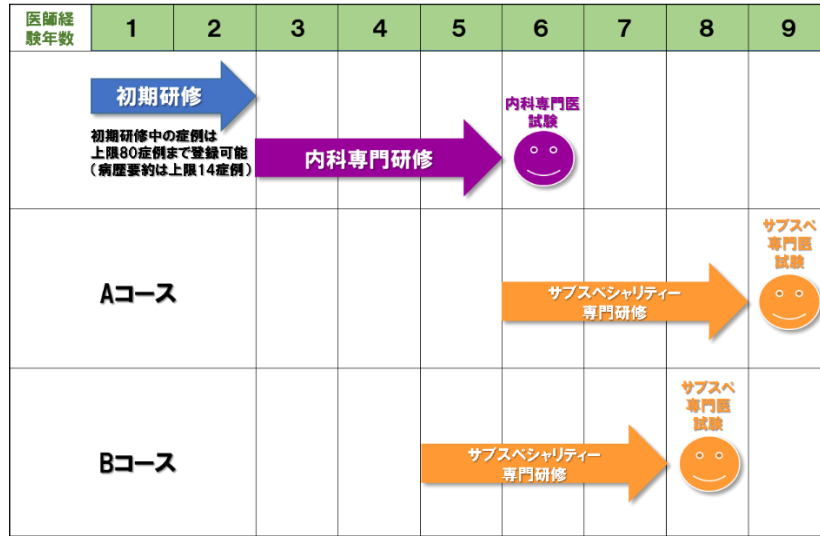 医師経
験年数
1 2 3 4 5 6 7 8 9
初期研修
初期研修中の症例は
上限80症例まで登録可能
（病歴要約は上限14症例）
内科専門研修
内科専門医
試験
Aコース
サブスペシャリティー
専門研修
サブスペ
専門医
試験
Bコース
サブスペシャリティー
専門研修
サブスペ
専門医
試験